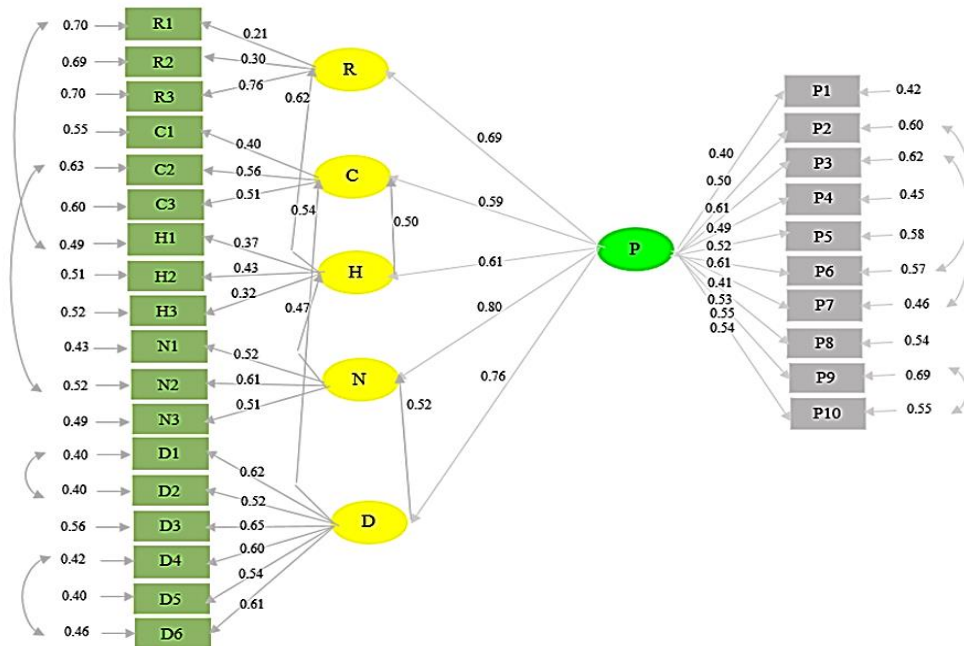 0.70 R1
0.21
0.69 R2
0.30
R
0.70 R3
0.76
0.62
0.55 C1
0.40
0.63 C2
0.56
C
0.60 C3
0.51
0.54
0.50
0.49 H1
0.37
0.51 H2
0.43
H
0.52 H3
0.32
0.47
0.43 N1
0.52
0.52 N2
0.61
N
0.49 N3
0.51
0.52
0.40 D1
0.62
0.40 D2
0.52
D
0.56 D3
0.65
0.42 D4
0.60
0.40 D5
0.54
0.46 D6
0.61
0.69
0.59
0.61
0.80
0.76
P
0.40
0.50
0.61
0.49
0.52
0.61
0.41
0.53
0.55
0.54
P1 0.42
P2 0.60
P3 0.62
P4 0.45
P5 0.58
P6 0.57
P7 0.46
P8 0.54
P9 0.69
P10 0.55